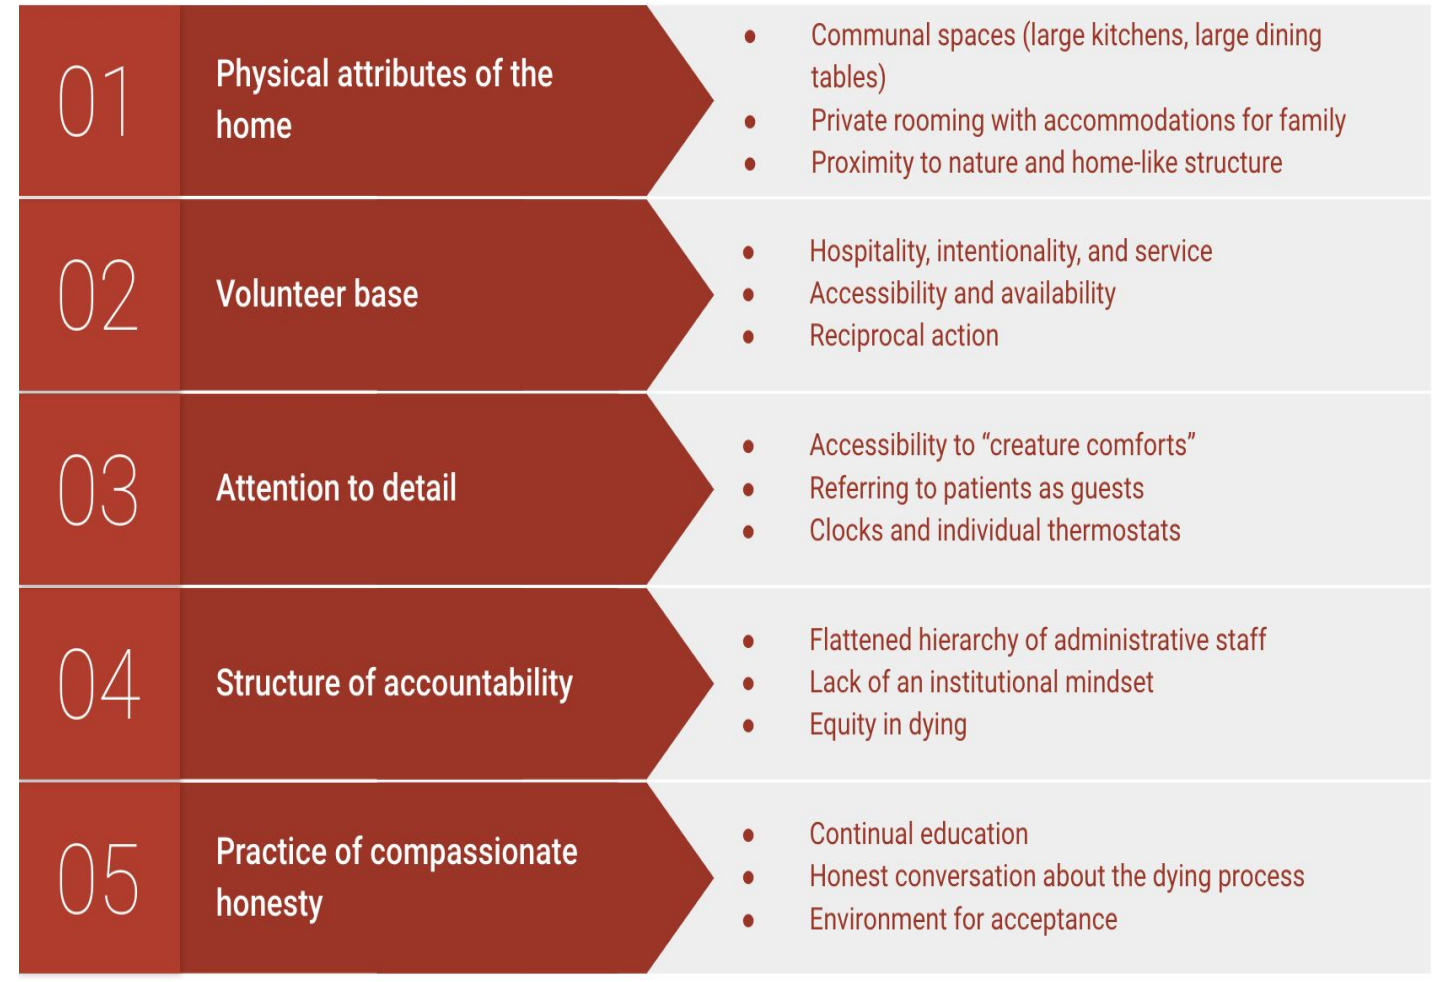 01
Physical attributes of the
home
• Communal spaces (large kitchens, large dining
tables)
• Private rooming with accommodations for family
• Proximity to nature and home-like structure
02
Volunteer base
• Hospitality, intentionality, and service
• Accessibility and availability
• Reciprocal action
03
Attention to detail
• Accessibility to “creature comforts”
• Referring to patients as guests
• Clocks and individual thermostats
04
Structure of accountability
• Flattened hierarchy of administrative staff
• Lack of an institutional mindset
• Equity in dying
05
Practice of compassionate
honesty
• Continual education
• Honest conversation about the dying process
• Environment for acceptance